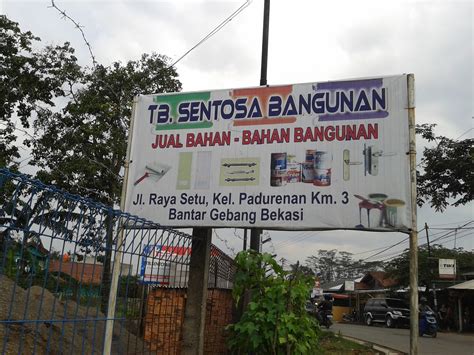 TB. SENTOSA BANGUNAN
JUAL BAHAN - BAHAN BANGUNAN
Jl. Raya Setu, Kel. Padurenan Km. 3
Bantar Gebang Bekasi